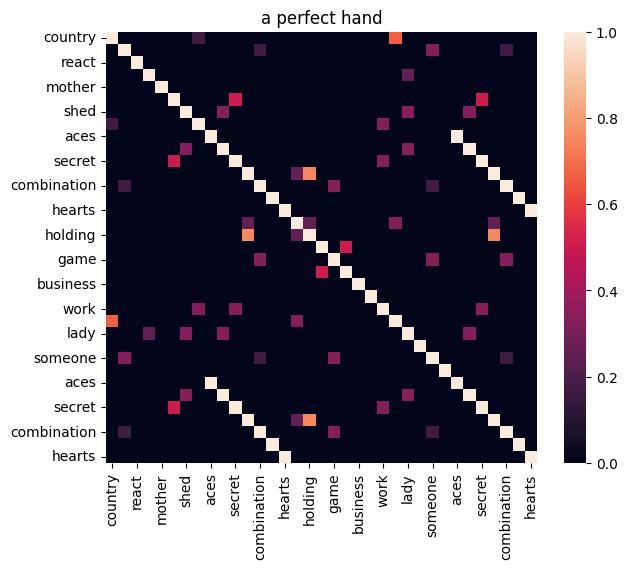 a perfect hand
country
react
mother
shed
aces
secret
combination
hearts
holding
game
business
work
lady
someone
aces
secret
combination
hearts
1.0
0.8
0.6
0.4
0.2
0.0
country
react
mother
shed
aces
secret
combination
hearts
holding
game
business
work
lady
someone
aces
secret
combination
hearts